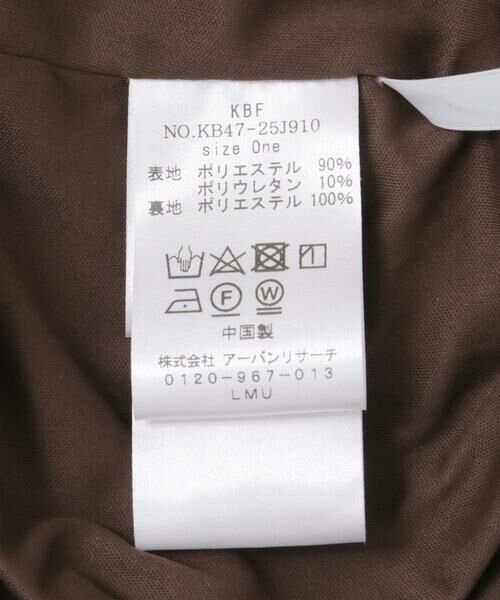 KBF
NO.KB47-25J910
size One
表地 ポリエステル 90%
ポリウレタン 10%
裏地 ポリエステル 100%
F W
中国製
株式会社 アーバンリサーチ
0120-967-013
LMU